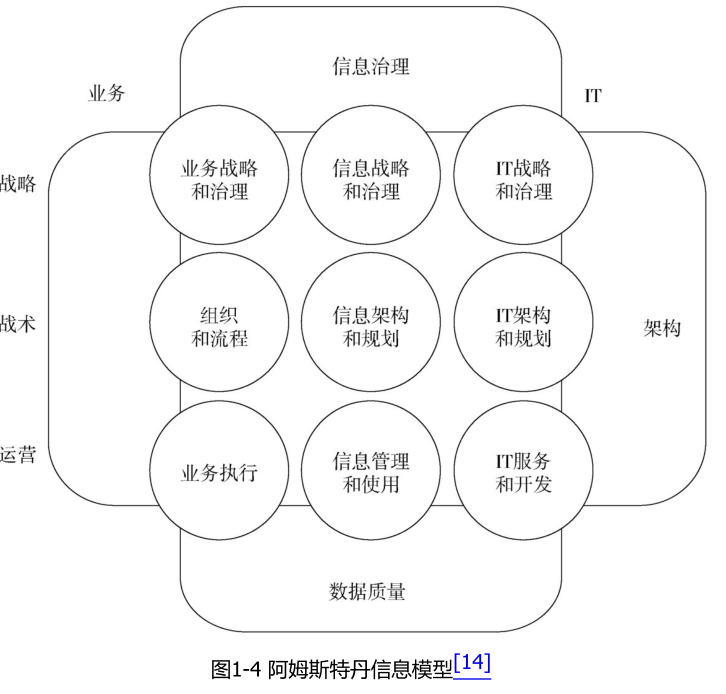 信息治理
业务
IT
战略
业务战略
和治理
信息战略
和治理
IT战略
和治理
战术
组织
和流程
信息架构
和规划
IT架构
和规划
架构
运营
业务执行
信息管理
和使用
IT服务
和开发
数据质量
图1-4 阿姆斯特丹信息模型[14]